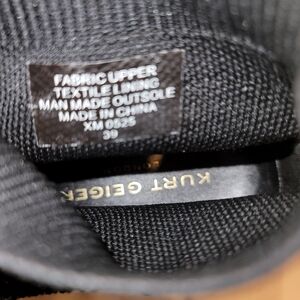 FABRIC UPPER
TEXTILE LINING
MAN MADE OUTSOLE
MADE IN CHINA
XM 0525
39
KURT GEIGER